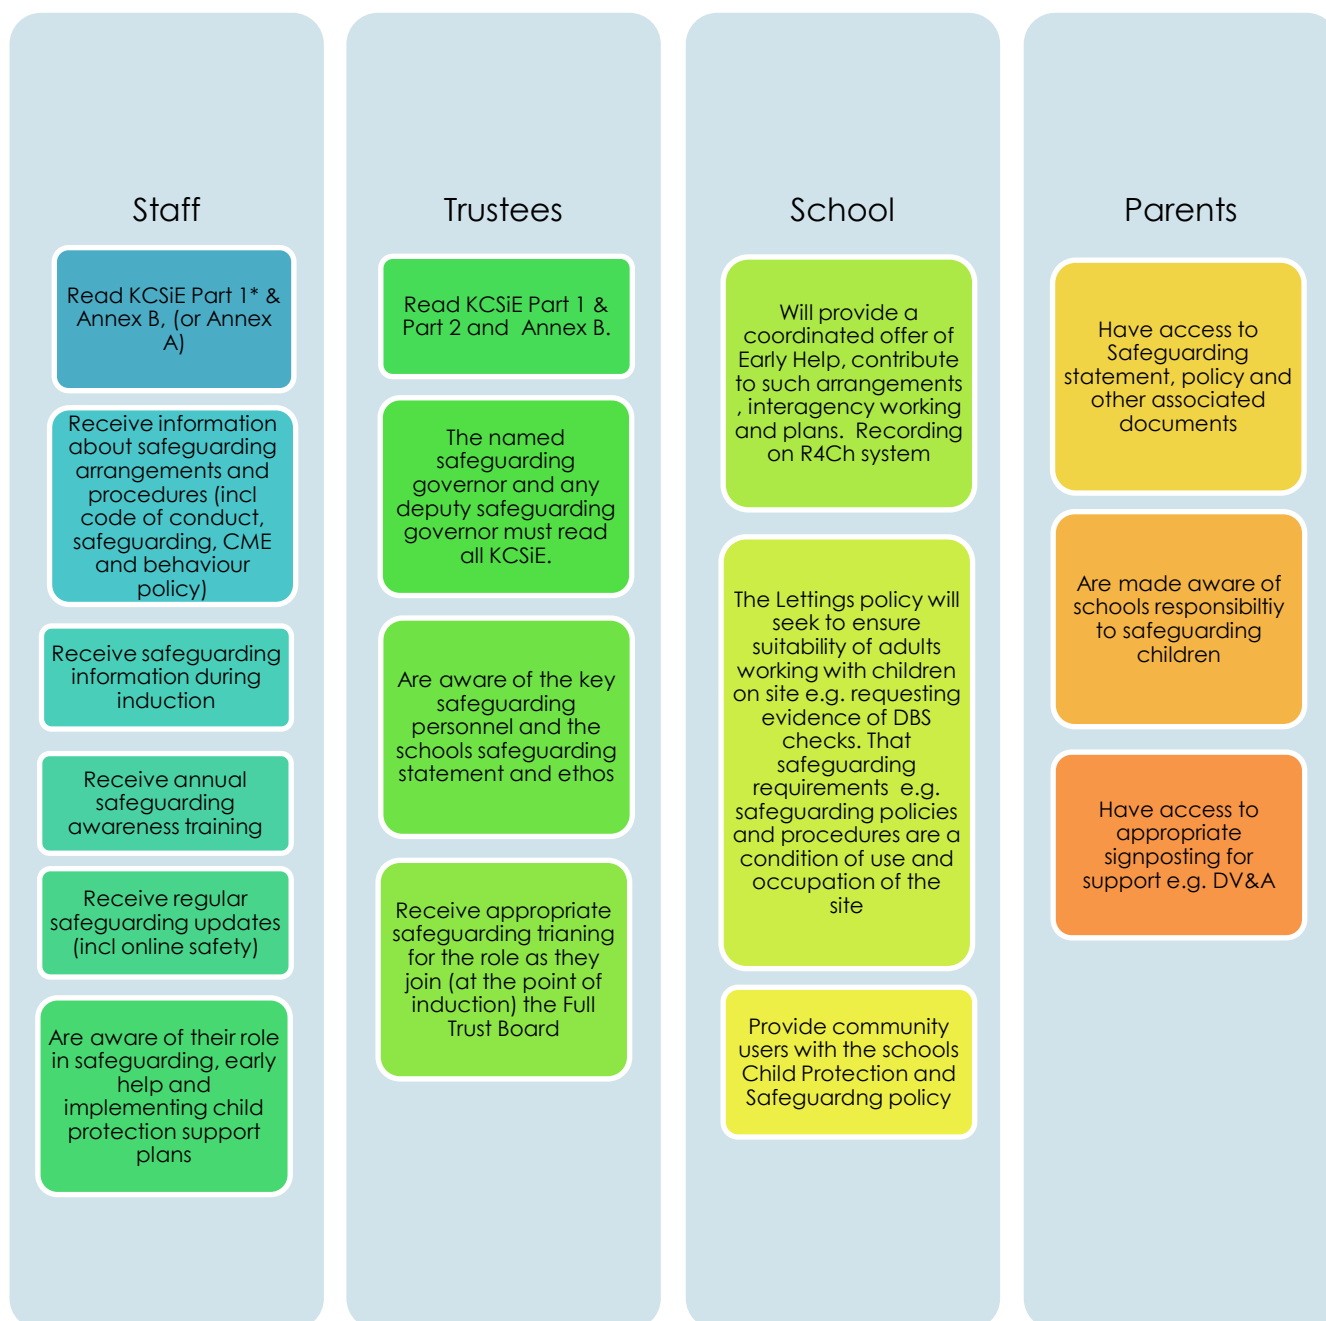 Staff
Read KCSiE Part 1* &
Annex B, (or Annex
A)
Receive information
about safeguarding
arrangements and
procedures (incl
code of conduct,
safeguarding, CME
and behaviour
policy)
Receive safeguarding
information during
induction
Receive annual
safeguarding
awareness training
Receive regular
safeguarding updates
(incl online safety)
Are aware of their role
in safeguarding, early
help and
implementing child
protection support
plans
Trustees
Read KCSiE Part 1 &
Part 2 and Annex B.
The named
safeguarding
governor and any
deputy safeguarding
governor must read
all KCSiE.
Are aware of the key
safeguarding
personnel and the
schools safeguarding
statement and ethos
Receive appropriate
safeguarding trianing
for the role as they
join (at the point of
induction) the Full
Trust Board
School
Will provide a
coordinated offer of
Early Help, contribute
to such arrangements
, interagency working
and plans. Recording
on R4Ch system
The Lettings policy will
seek to ensure
suitability of adults
working with children
on site e.g. requesting
evidence of DBS
checks. That
safeguarding
requirements e.g.
safeguarding policies
and procedures are a
condition of use and
occupation of the
site
Provide community
users with the schools
Child Protection and
Safeguardng policy
Parents
Have access to
Safeguarding
statement, policy and
other associated
documents
Are made aware of
schools responsibiltiy
to safeguarding
children
Have access to
appropriate
signposting for
support e.g. DV&A